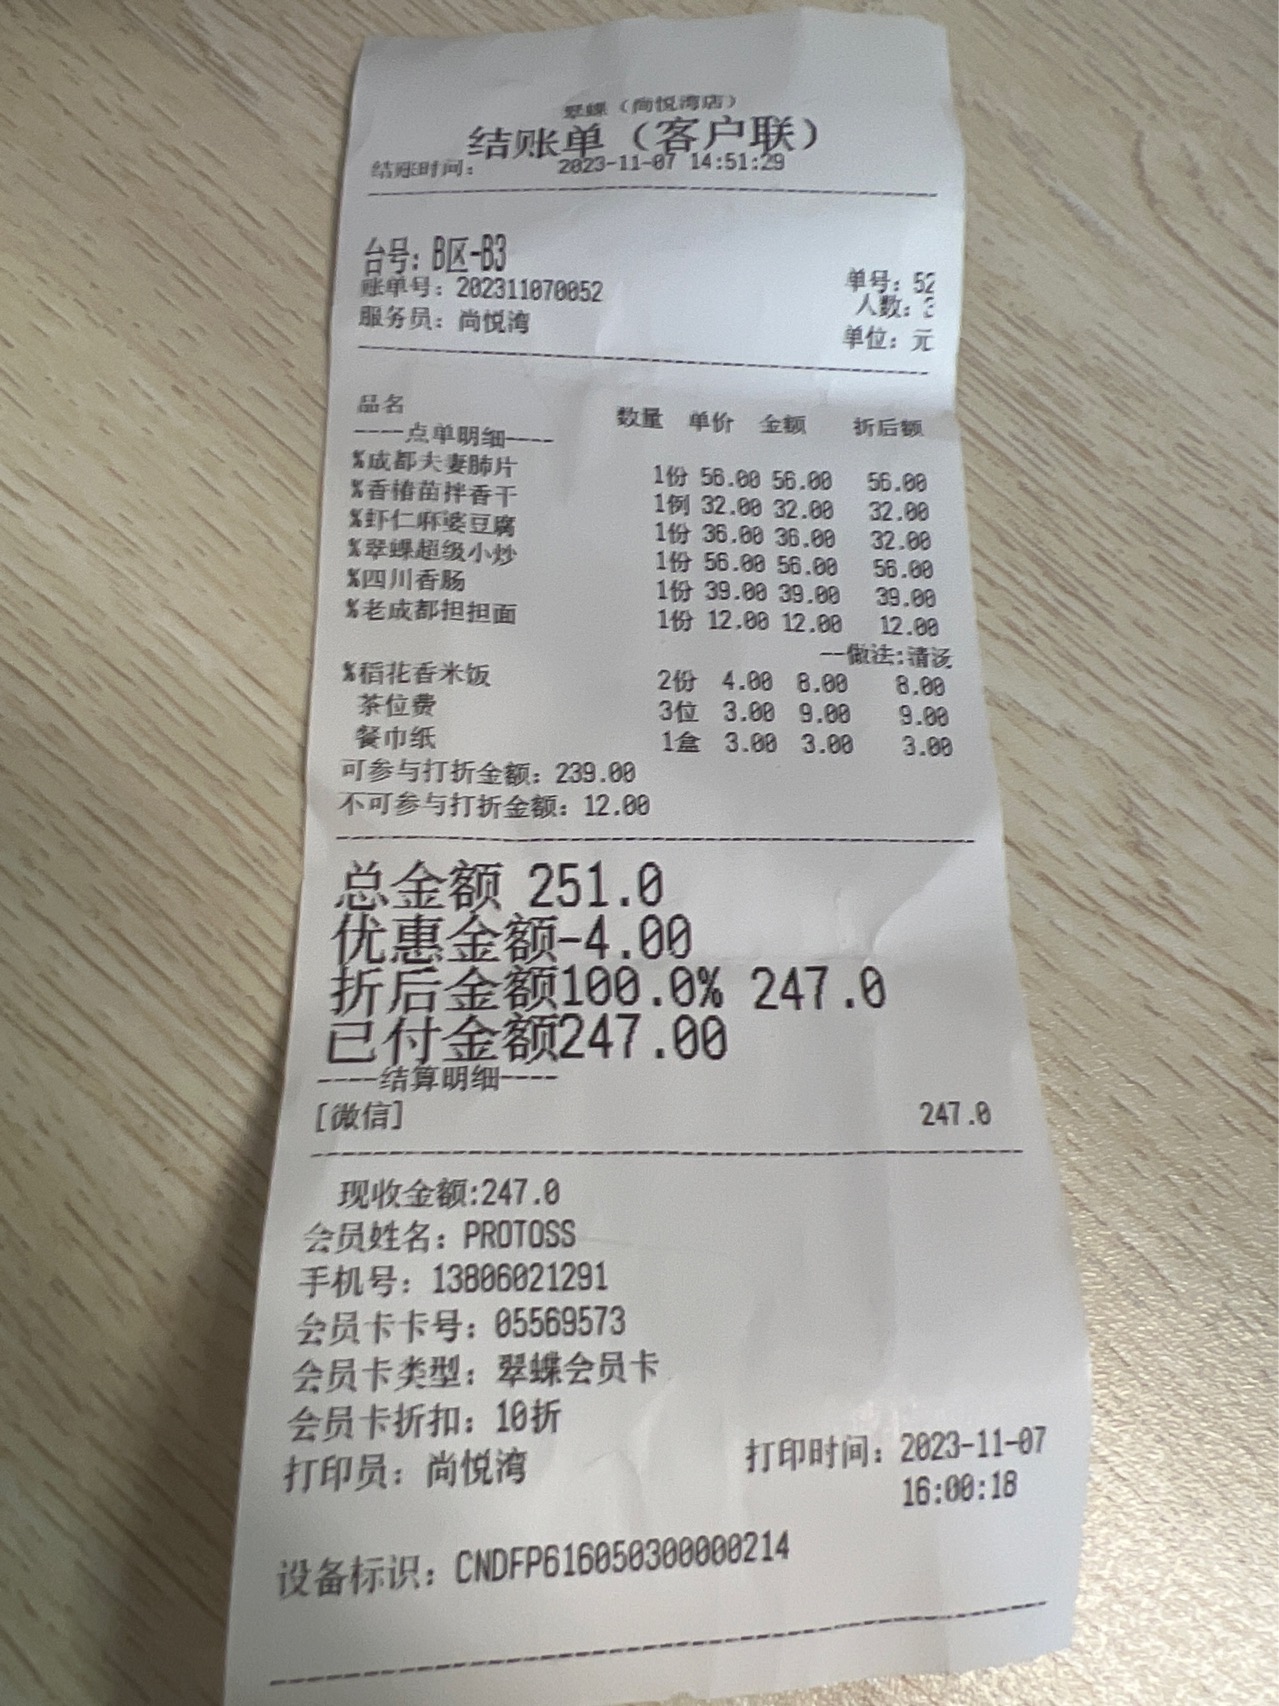 翠蝶（尚悦湾店）
结账单（客户联）
结账时间： 2023-11-07 14:51:29
台号：B区-B3
账单号：202311070052 单号：52
服务员：尚悦湾 人数：3
单位：元
品名 数量 单价 金额 折后额
----点单明细----
%成都夫妻肺片 1份 56.00 56.00 56.00
%香椿苗拌香干 1例 32.00 32.00 32.00
%虾仁麻婆豆腐 1份 36.00 36.00 32.00
%翠蝶超级小炒 1份 56.00 56.00 56.00
%四川香肠 1份 39.00 39.00 39.00
%老成都担担面 1份 12.00 12.00 12.00
--做法:清汤
%稻花香米饭 2份 4.00 8.00 8.00
茶位费 3位 3.00 9.00 9.00
餐巾纸 1盒 3.00 3.00 3.00
可参与打折金额：239.00
不可参与打折金额：12.00
总金额 251.0
优惠金额-4.00
折后金额100.0% 247.0
已付金额247.00
----结算明细----
[微信] 247.0
现收金额:247.0
会员姓名：PROTOSS
手机号：13806021291
会员卡卡号：05569573
会员卡类型：翠蝶会员卡
会员卡折扣：10折
打印员：尚悦湾 打印时间：2023-11-07
16:00:18
设备标识：CNDFP616050300000214